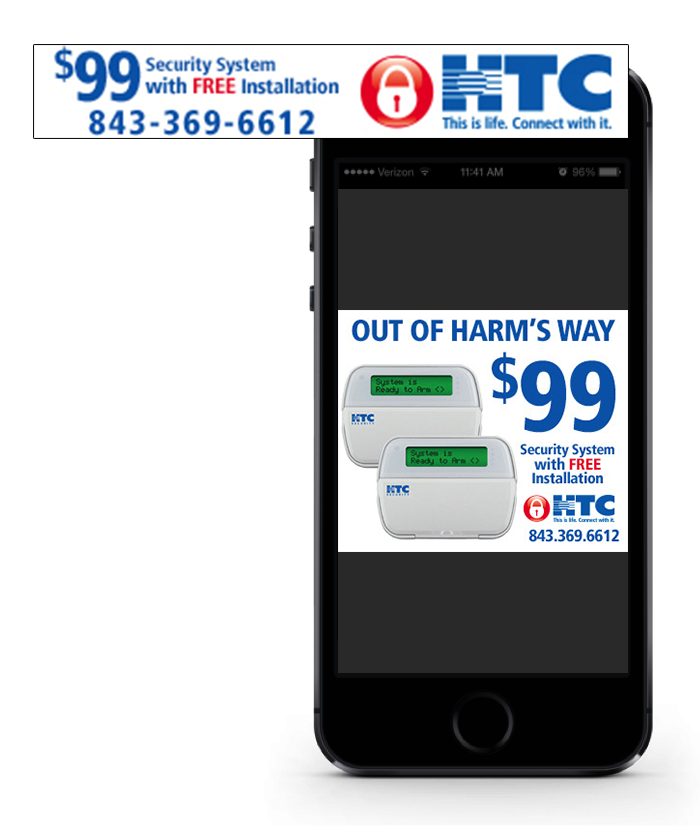 $99 Security System
with FREE Installation
843-369-6612
HTC
This is life. Connect with it.
Verizon 11:41 AM 96%
OUT OF HARM'S WAY
$99
System is
Ready to Arm <>
HTC
SECURITY
System is
Ready to Arm <>
HTC
SECURITY
Security System
with FREE
Installation
HTC
This is life. Connect with it.
843.369.6612